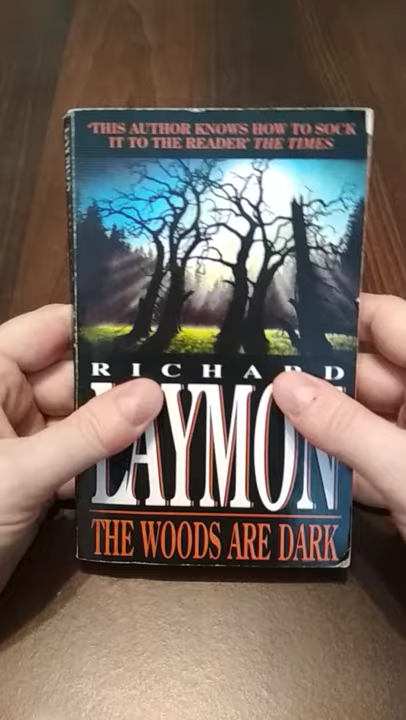 'THIS AUTHOR KNOWS HOW TO SOCK
IT TO THE READER' THE TIMES
RICHARD
LAYMON
THE WOODS ARE DARK